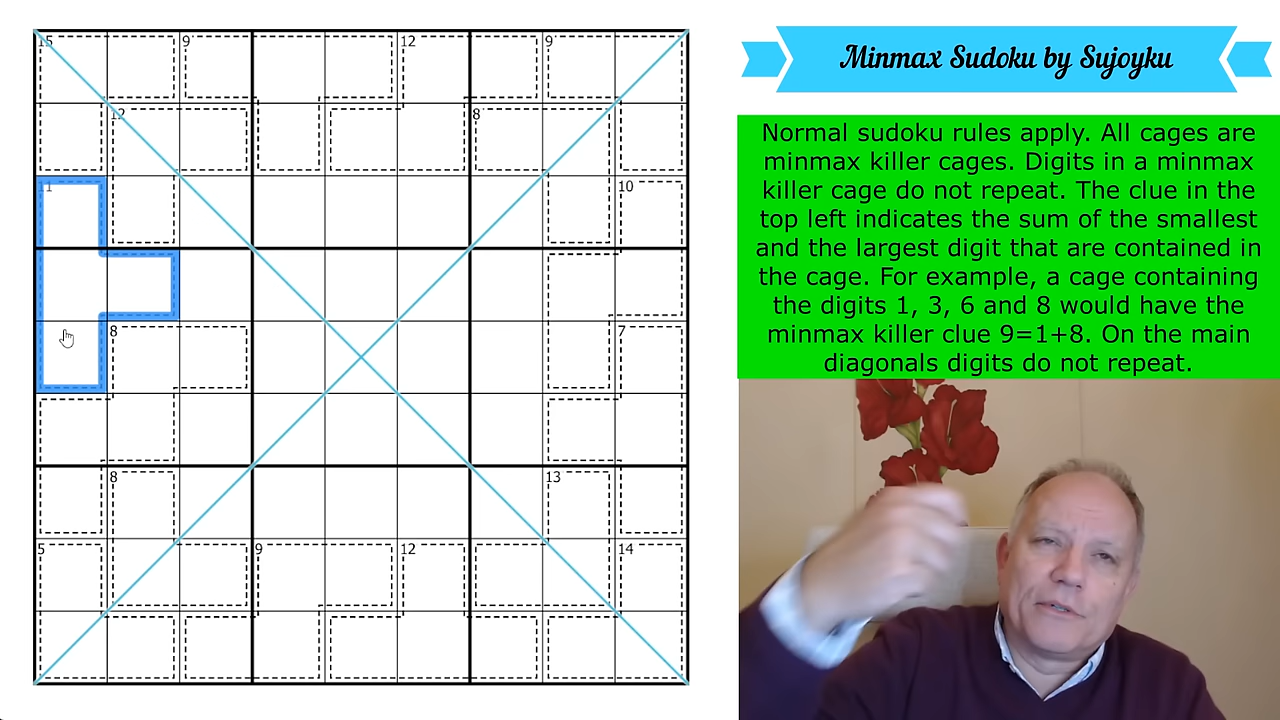 Minmax Sudoku by Sujoyku
Normal sudoku rules apply. All cages are
minmax killer cages. Digits in a minmax
killer cage do not repeat. The clue in the
top left indicates the sum of the smallest
and the largest digit that are contained in
the cage. For example, a cage containing
the digits 1, 3, 6 and 8 would have the
minmax killer clue 9=1+8. On the main
diagonals digits do not repeat.
15 9 12 9
12 8
11 10
8 7
8 13
5 9 12 14